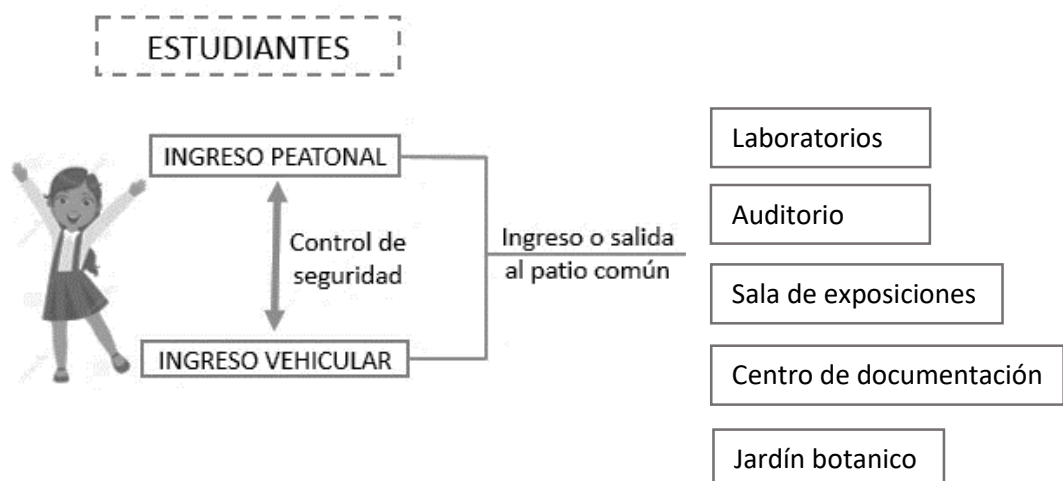 ESTUDIANTES
INGRESO PEATONAL
Control de
seguridad
INGRESO VEHICULAR
Ingreso o salida
al patio común
Laboratorios
Auditorio
Sala de exposiciones
Centro de documentación
Jardín botanico